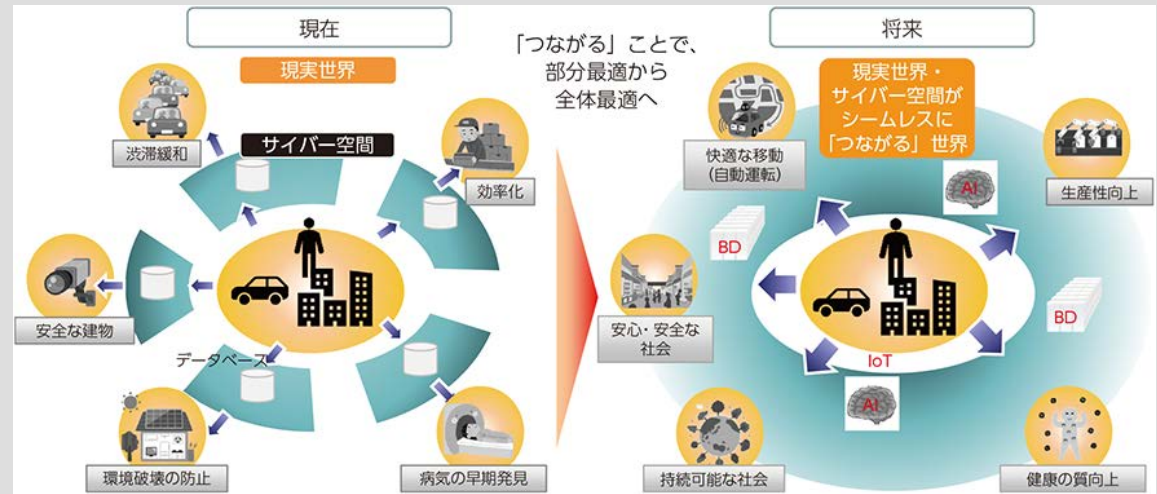 現在
現実世界
サイバー空間
渋滞緩和
効率化
安全な建物
データベース
環境破壊の防止
病気の早期発見
「つながる」ことで、
部分最適から
全体最適へ
将来
現実世界・
サイバー空間が
シームレスに
「つながる」世界
快適な移動
(自動運転)
AI
生産性向上
BD
BD
安心・安全な
社会
IoT
AI
持続可能な社会
健康の質向上